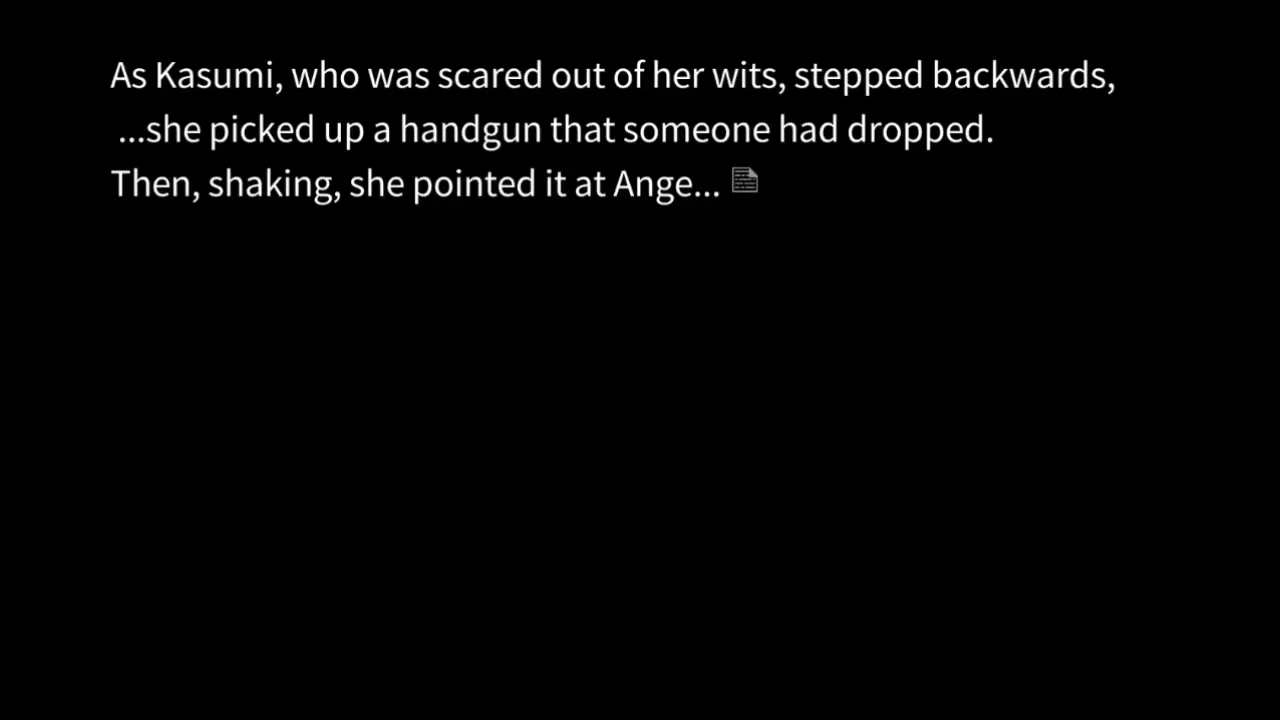 As Kasumi, who was scared out of her wits, stepped backwards,
...she picked up a handgun that someone had dropped.
Then, shaking, she pointed it at Ange...